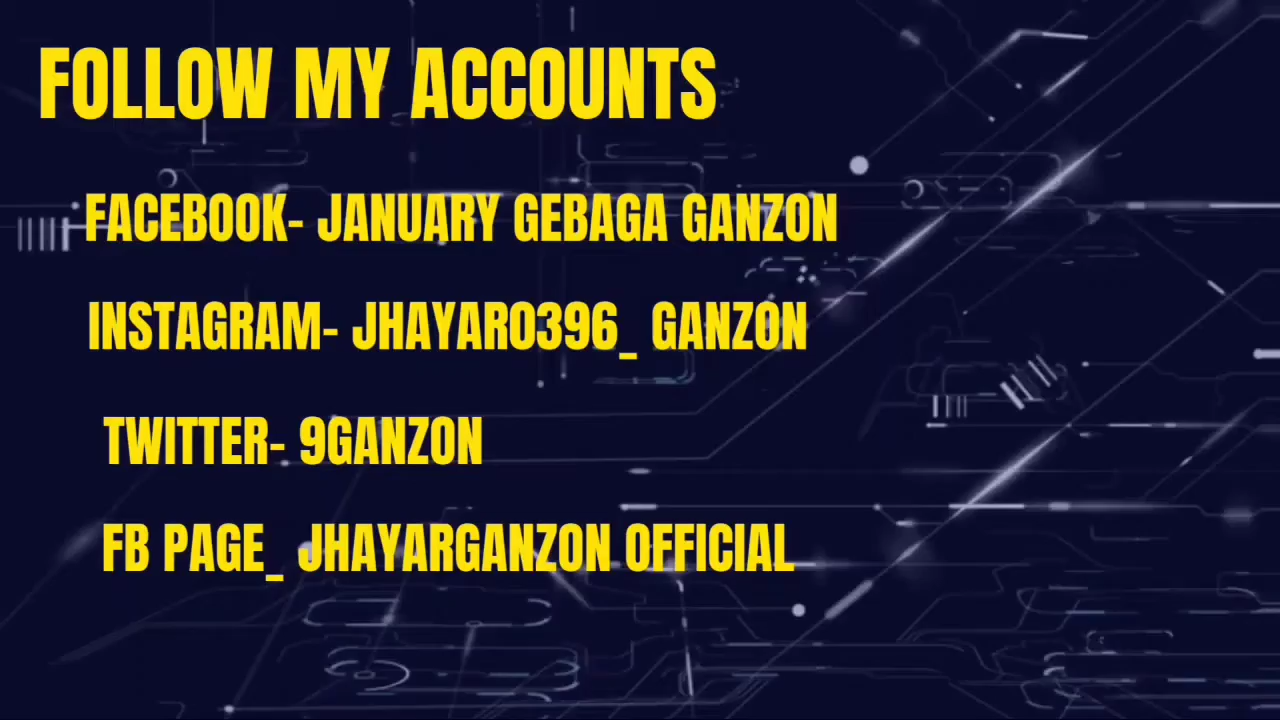 FOLLOW MY ACCOUNTS
FACEBOOK- JANUARY GEBAGA GANZON
INSTAGRAM- JHAYAR0396_ GANZON
TWITTER- 9GANZON
FB PAGE_ JHAYARGANZON OFFICIAL